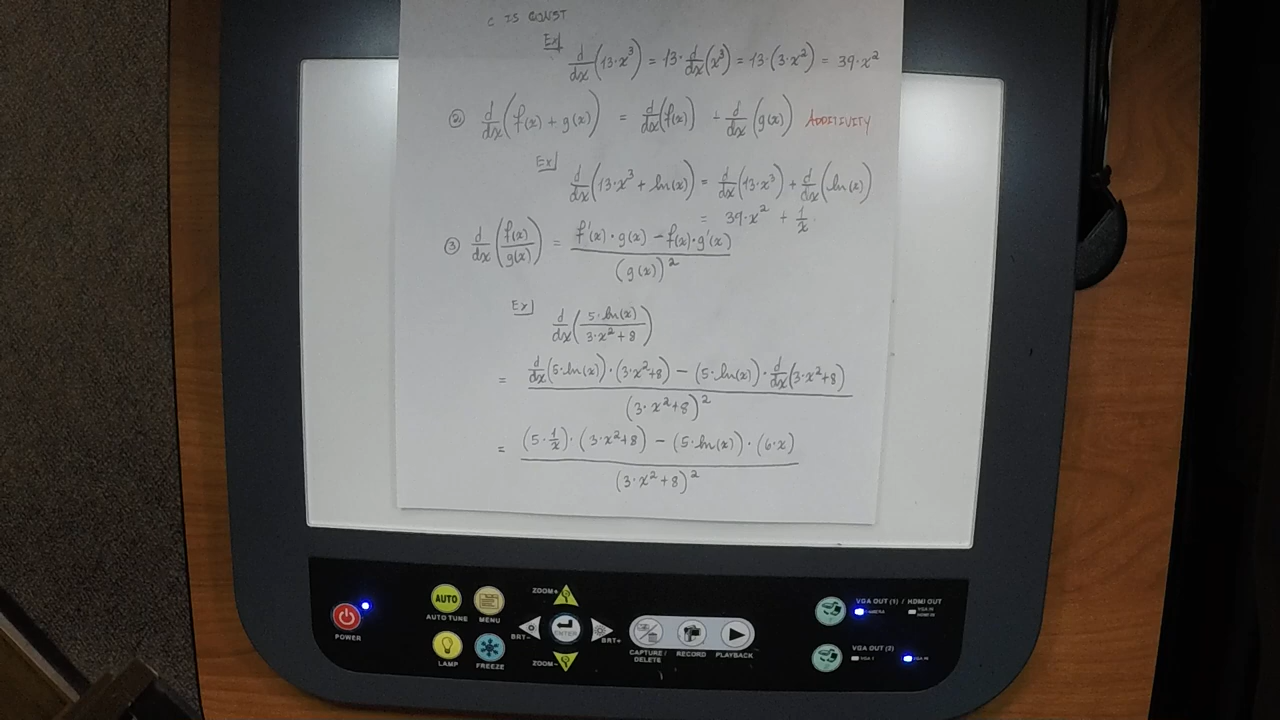 c IS CONST
Ex] d/dx (13·x³) = 13·d/dx (x³) = 13·(3·x²) = 39·x²
② d/dx (f(x) + g(x)) = d/dx (f(x)) + d/dx (g(x)) ADDITIVITY
Ex] d/dx (13·x³ + ln(x)) = d/dx (13·x³) + d/dx (ln(x))
= 39·x² + 1/x.
③ d/dx (f(x)/g(x)) = (f'(x)·g(x) − f(x)·g'(x))/(g(x))²
Ex] d/dx (5·ln(x)/3·x²+8)
= (d/dx (5·ln(x))·(3·x²+8) − (5·ln(x))·d/dx (3·x²+8))/(3·x²+8)²
= ((5·1/x)·(3·x²+8) − (5·ln(x))·(6·x))/(3·x²+8)²
POWER
AUTO
AUTO TUNE
MENU
LAMP
FREEZE
ZOOM+
BRT−
ENTER
BRT+
ZOOM−
CAPTURE / DELETE
RECORD
PLAYBACK
VGA OUT (1) / HDMI OUT
VGA OUT (2)